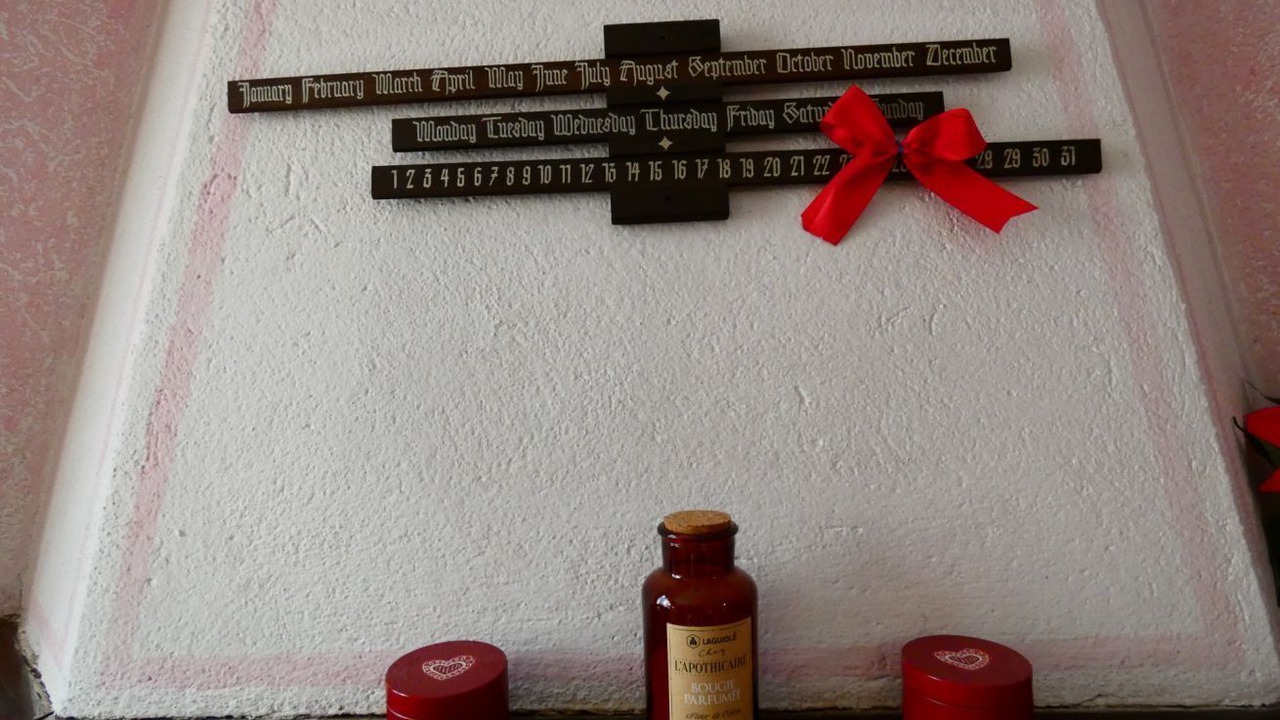 January February March April May June July August September October November December
Monday Tuesday Wednesday Thursday Friday
1 2 3 4 5 6 7 8 9 10 11 12 13 14 15 16 17 18 19 20 21 22 28 29 30 31
LAGUIOLE
Chez
L'APOTHICAIRE
BOUGIE
PARFUMÉE